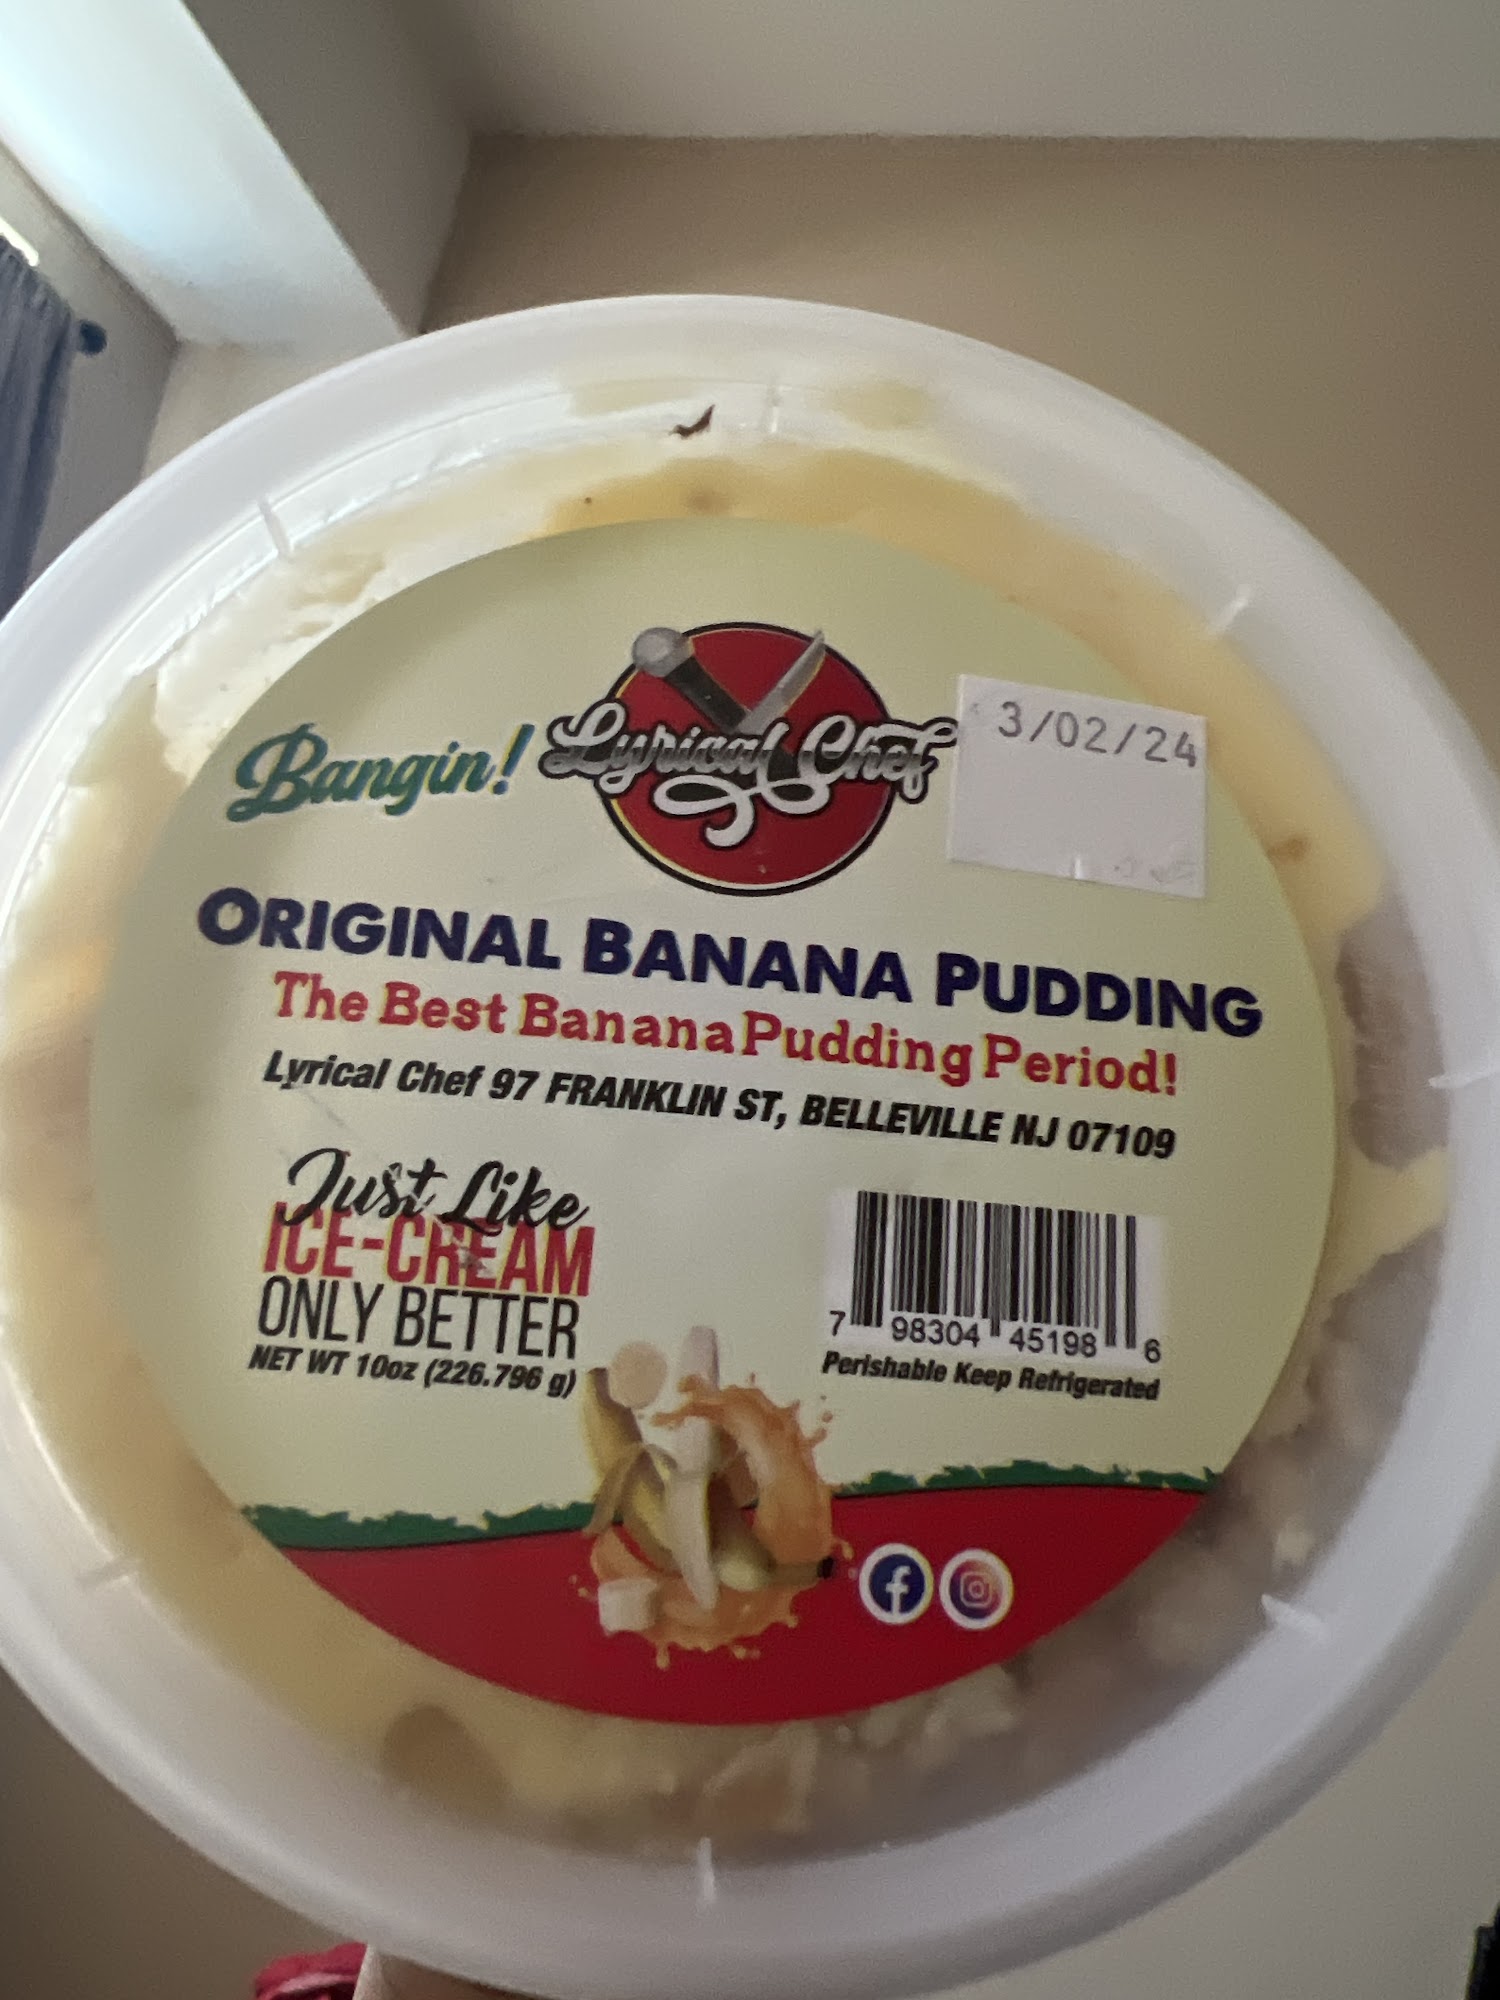 Bangin!
Lyrical Chef
3/02/24
ORIGINAL BANANA PUDDING
The Best Banana Pudding Period!
Lyrical Chef 97 FRANKLIN ST, BELLEVILLE NJ 07109
Just Like
ICE-CREAM
ONLY BETTER
NET WT 10oz (226.796 g)
7 98304 45198 6
Perishable Keep Refrigerated